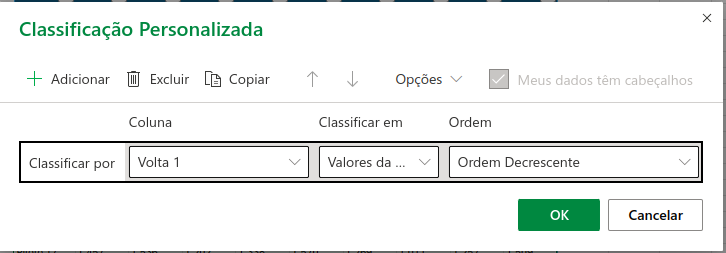 Classificação Personalizada
Adicionar Excluir Copiar Opções Meus dados têm cabeçalhos
Coluna Classificar em Ordem
Classificar por Volta 1 Valores da ... Ordem Decrescente
OK Cancelar